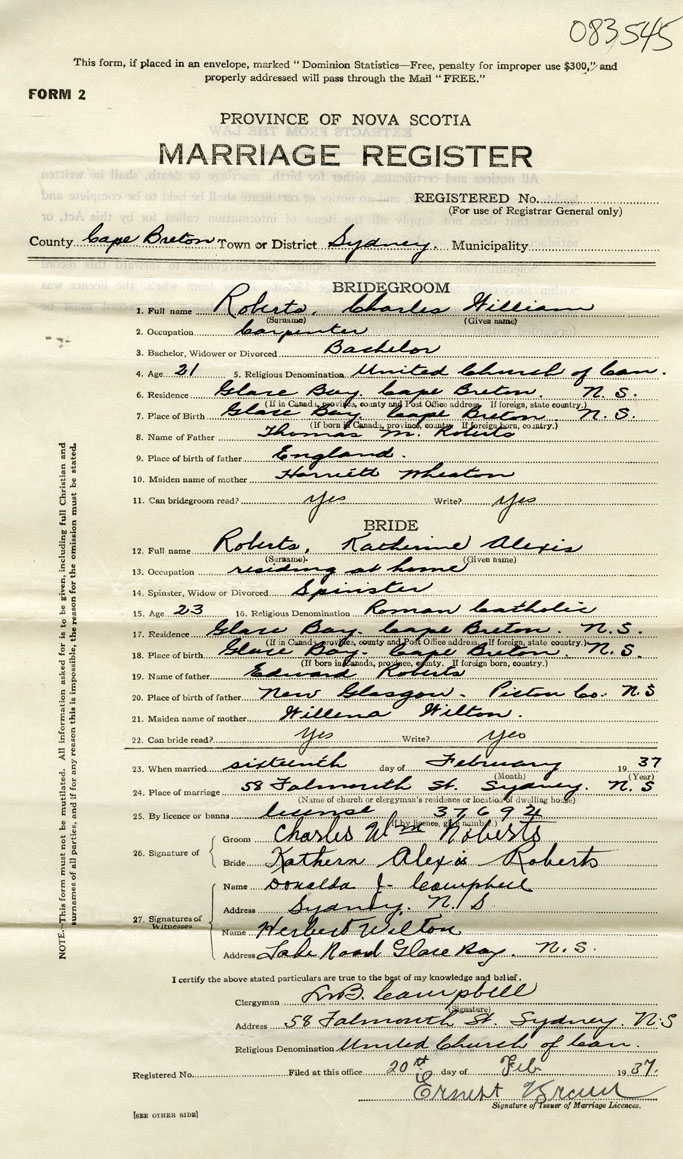 083545
This form, if placed in an envelope, marked "Dominion Statistics—Free, penalty for improper use $300," and
properly addressed will pass through the Mail "FREE."
FORM 2
PROVINCE OF NOVA SCOTIA
MARRIAGE REGISTER
REGISTERED No.
(For use of Registrar General only)
County Cape Breton Town or District Sydney. Municipality
BRIDEGROOM
1. Full name Roberts, Charles William
(Surname) (Given name)
2. Occupation Carpenter
3. Bachelor, Widower or Divorced Bachelor
4. Age 21 5. Religious Denomination United Church of Can.
6. Residence Glace Bay, Cape Breton. N. S.
(If in Canada, province, county and Post Office address. If foreign, state country.)
7. Place of Birth Glace Bay Cape Breton N. S.
(If born in Canada, province, county. If foreign born, country.)
8. Name of Father Thomas M. Roberts
9. Place of birth of father England.
10. Maiden name of mother Harriett Wheaton
11. Can bridegroom read? yes Write? yes
BRIDE
12. Full name Roberts, Katherine Alexis
(Surname) (Given name)
13. Occupation residing at home
14. Spinster, Widow or Divorced Spinster
15. Age 23 16. Religious Denomination Roman Catholic
17. Residence Glace Bay. Cape Breton. N. S.
(If in Canada, province, county and Post Office address. If foreign, state country.)
18. Place of birth Glace Bay. Cape Breton, N. S.
(If born in Canada, province, county. If foreign born, country.)
19. Name of father Edward Roberts
20. Place of birth of father New Glasgow. Pictou Co. N. S
21. Maiden name of mother Willena Wilton.
22. Can bride read? yes Write? yes
23. When married sixteenth day of February 1937
(Month) (Year)
24. Place of marriage 58 Falmouth St. Sydney. N. S
(Name of church or clergyman's residence or location of dwelling house)
25. By licence or banns license 37692
(If by licence, give number.)
26. Signature of Groom Charles Wm Roberts
Bride Kathern Alexis Roberts
27. Signatures of Witnesses Name Donalda J. Campbell
Address Sydney. N. S
Name Herbert Wilton
Address Lake Road Glace Bay. N. S.
I certify the above stated particulars are true to the best of my knowledge and belief.
Clergyman Campbell
(Signature)
Address 58 Falmouth St. Sydney. N. S
Religious Denomination United Church of Can.
Registered No. Filed at this office 20th day of Feb 1937.
Ernest
Signature of Issuer of Marriage Licences.
[SEE OTHER SIDE]
NOTE.—This form must not be mutilated. All information asked for is to be given, including full Christian and
surnames of all parties, and if for any reason this is impossible, the reason for the omission must be stated.